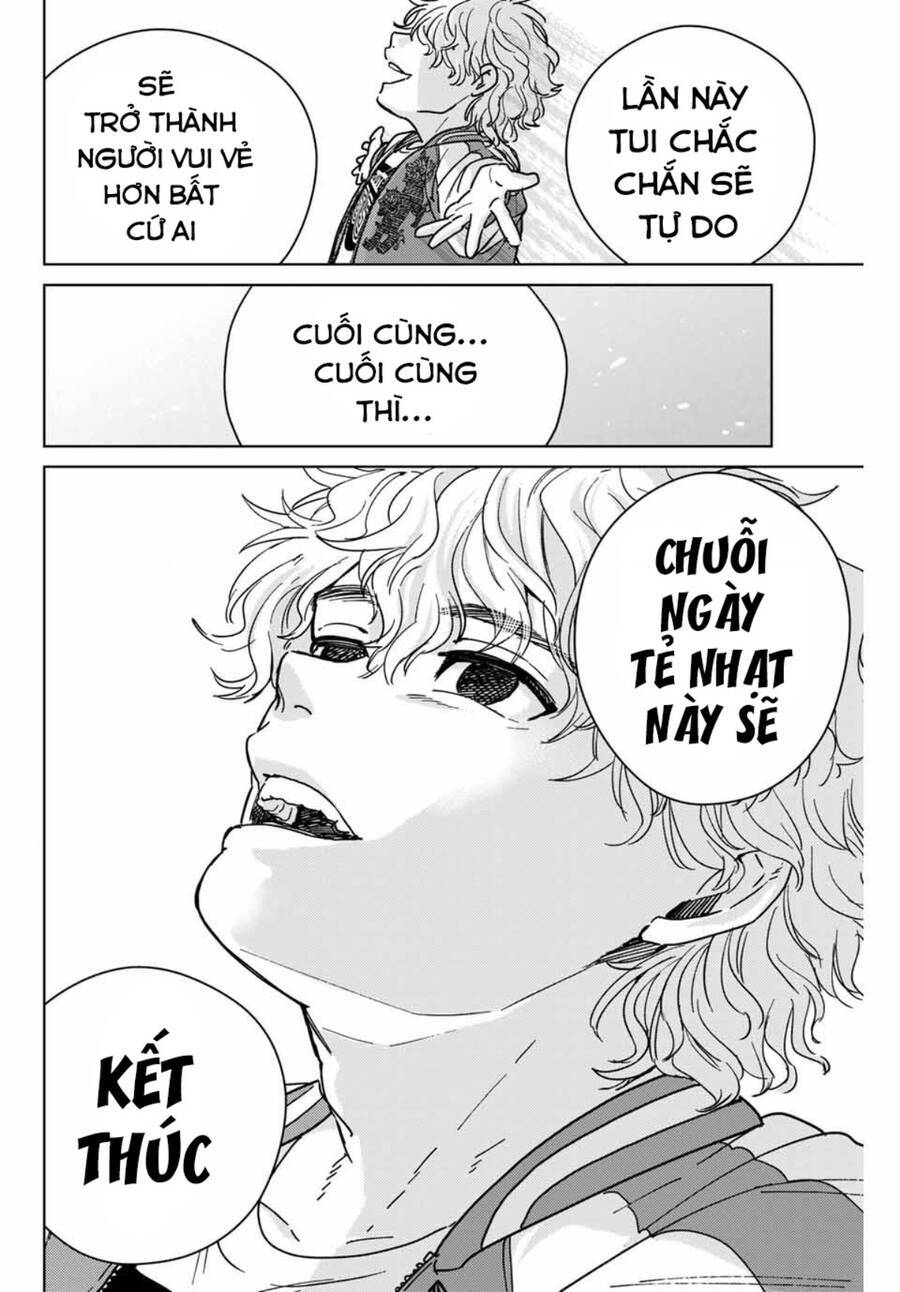 LẦN NÀY
TUI CHẮC
CHẮN SẼ
TỰ DO
SẼ
TRỞ THÀNH
NGƯỜI VUI VẺ
HƠN BẤT
CỨ AI
CUỐI CÙNG...
CUỐI CÙNG
THÌ...
CHUỖI
NGÀY
TẺ NHẠT
NÀY SẼ
KẾT
THÚC